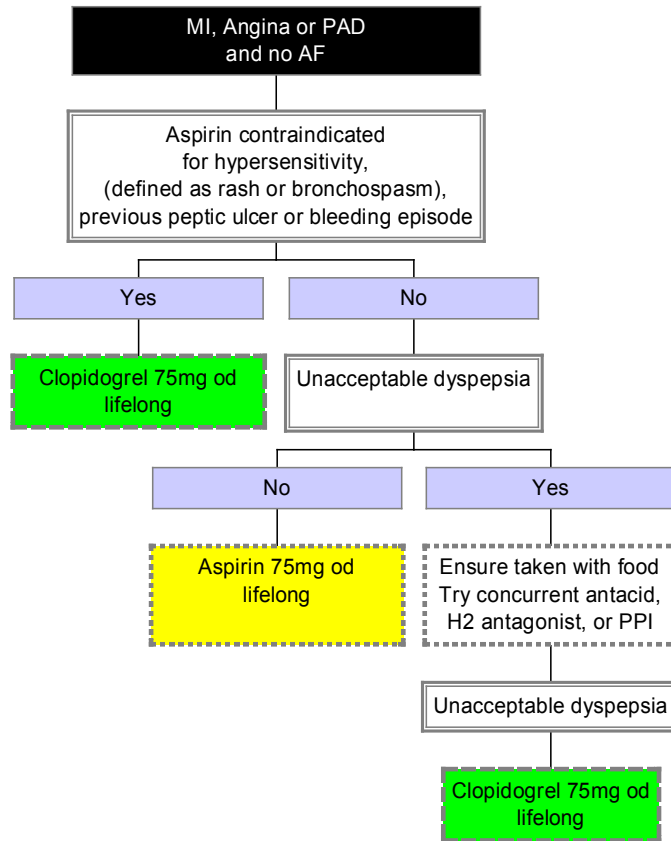 MI, Angina or PAD
and no AF
Aspirin contraindicated
for hypersensitivity,
(defined as rash or bronchospasm),
previous peptic ulcer or bleeding episode
Yes
No
Clopidogrel 75mg od
lifelong
Unacceptable dyspepsia
No
Yes
Aspirin 75mg od
lifelong
Ensure taken with food
Try concurrent antacid,
H2 antagonist, or PPI
Unacceptable dyspepsia
Clopidogrel 75mg od
lifelong